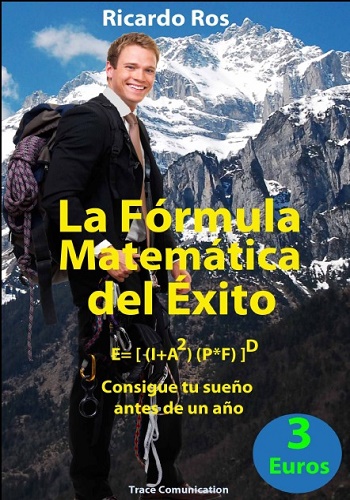 Ricardo Ros
La Fórmula
Matemática
del Éxito
E= [ (I+A²) (P*F) ]ᴰ
Consigue tu sueño
antes de un año
3
Euros
Trace Comunication